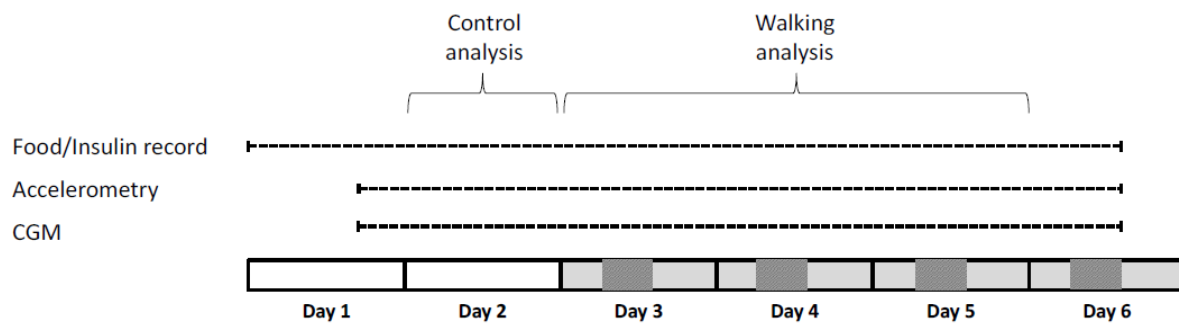 Control
analysis
Walking
analysis
Food/Insulin record
Accelerometry
CGM
Day 1 Day 2 Day 3 Day 4 Day 5 Day 6